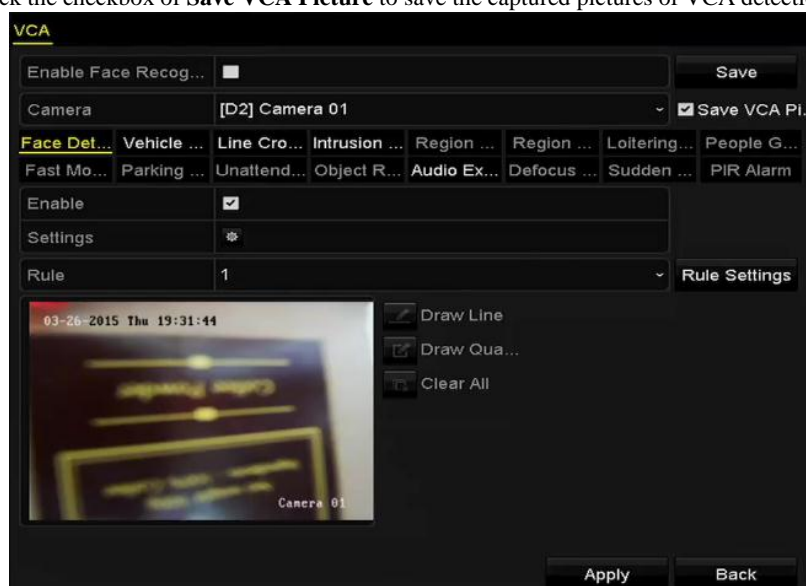 ck the checkbox of Save VCA Picture to save the captured pictures of VCA detecti
VCA
Enable Face Recog... Save
Camera [D2] Camera 01 Save VCA Pi.
Face Det... Vehicle ... Line Cro... Intrusion ... Region ... Region ... Loitering... People G...
Fast Mo... Parking ... Unattend... Object R... Audio Ex... Defocus ... Sudden ... PIR Alarm
Enable
Settings
Rule 1 Rule Settings
03-26-2015 Thu 19:31:44
Draw Line
Draw Qua...
Clear All
Camera 01
Apply Back